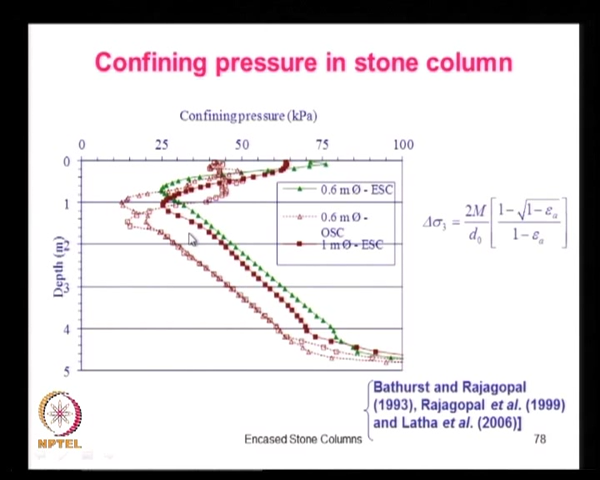 Confining pressure in stone column
Confining pressure (kPa)
0 25 50 75 100
0
1
2
3
4
5
Depth (m)
0.6 m Ø - ESC
0.6 m Ø -
OSC
1 m Ø - ESC
Δσ₃ = 2M/d₀ [1-√(1-εₐ) / 1-εₐ]
Bathurst and Rajagopal
(1993), Rajagopal et al. (1999)
and Latha et al. (2006)]
NPTEL
Encased Stone Columns
78